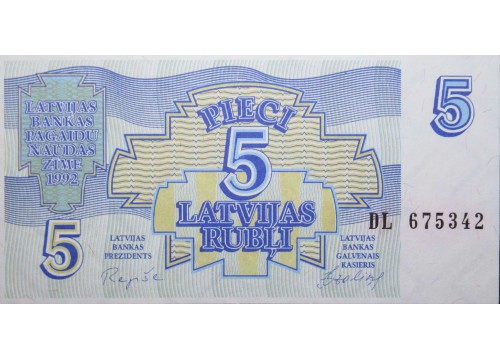 LATVIJAS
BANKAS
PAGAIDU
NAUDAS
ZĪME
1992
PIECI
5
LATVIJAS
RUBĻI
5
DL 675342
5
LATVIJAS
BANKAS
PREZIDENTS
Repše
LATVIJAS
BANKAS
GALVENAIS
KASIERIS